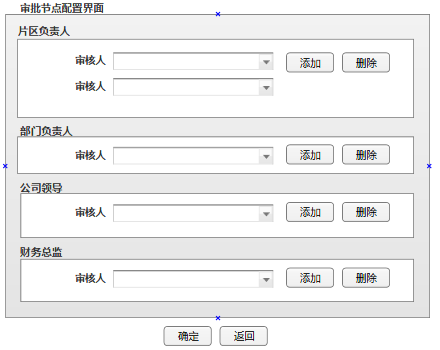 审批节点配置界面
片区负责人
审核人 添加 删除
审核人
部门负责人
审核人 添加 删除
公司领导
审核人 添加 删除
财务总监
审核人 添加 删除
确定 返回